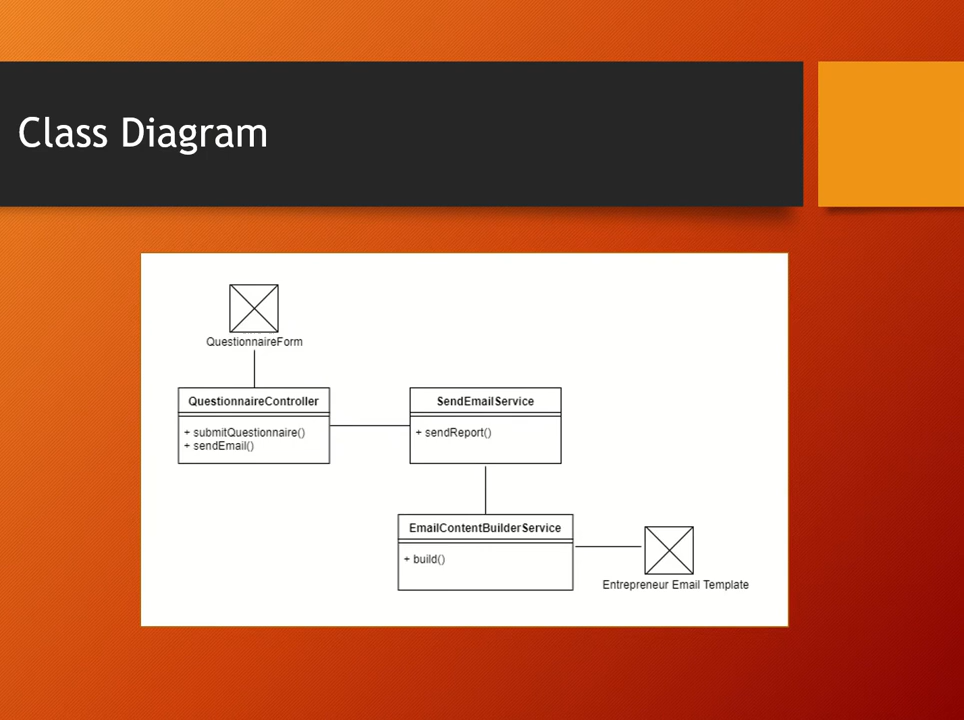 Class Diagram
QuestionnaireForm
QuestionnaireController
+ submitQuestionnaire()
+ sendEmail()
SendEmailService
+ sendReport()
EmailContentBuilderService
+ build()
Entrepreneur Email Template